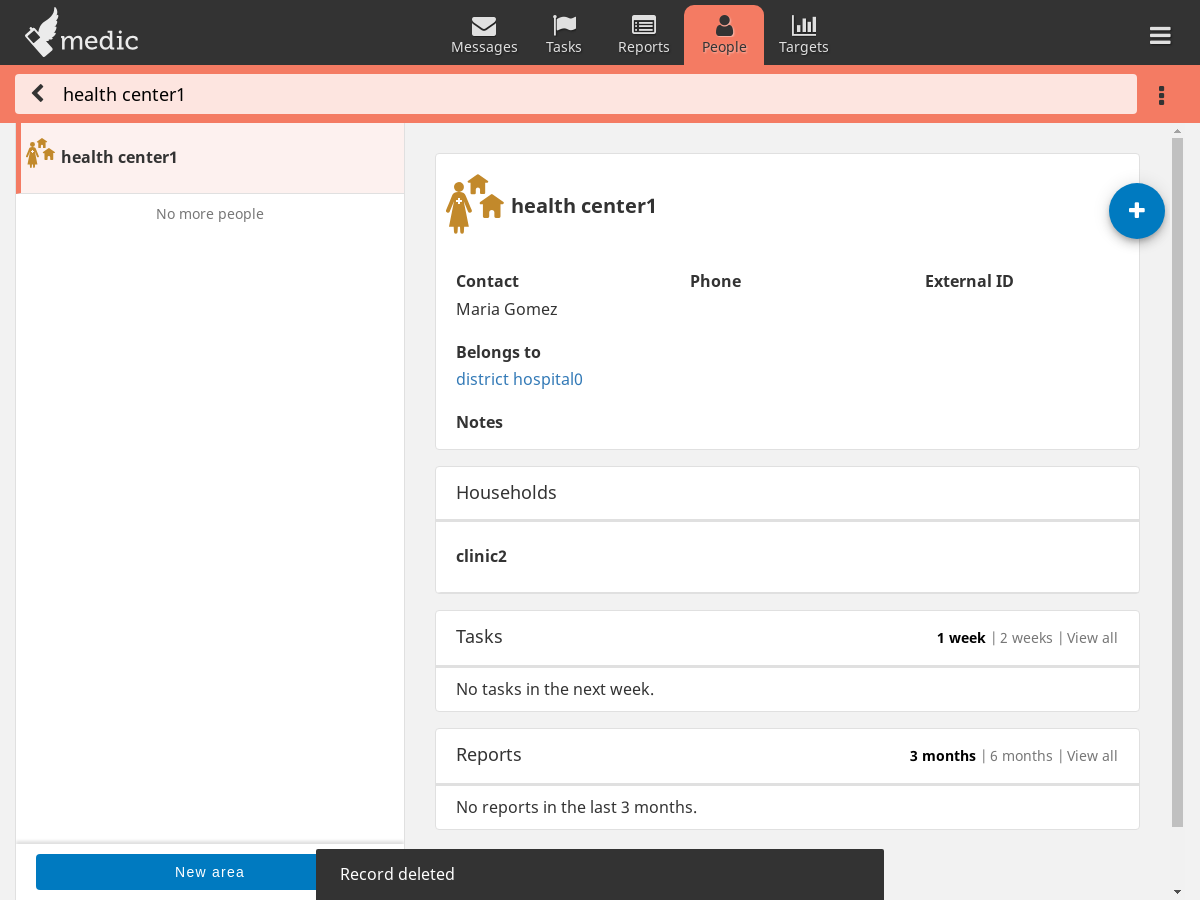 medic
Messages
Tasks
Reports
People
Targets
health center1
health center1
No more people
New area
health center1
Contact
Phone
External ID
Maria Gomez
Belongs to
district hospital0
Notes
Households
clinic2
Tasks
1 week | 2 weeks | View all
No tasks in the next week.
Reports
3 months | 6 months | View all
No reports in the last 3 months.
Record deleted